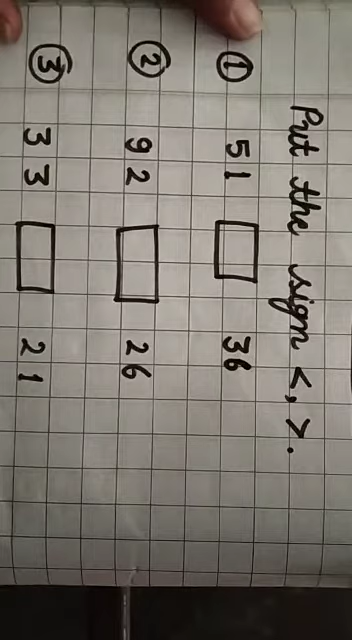 Put the sign <, >.
① 51 □ 36
② 92 □ 26
③ 33 □ 21